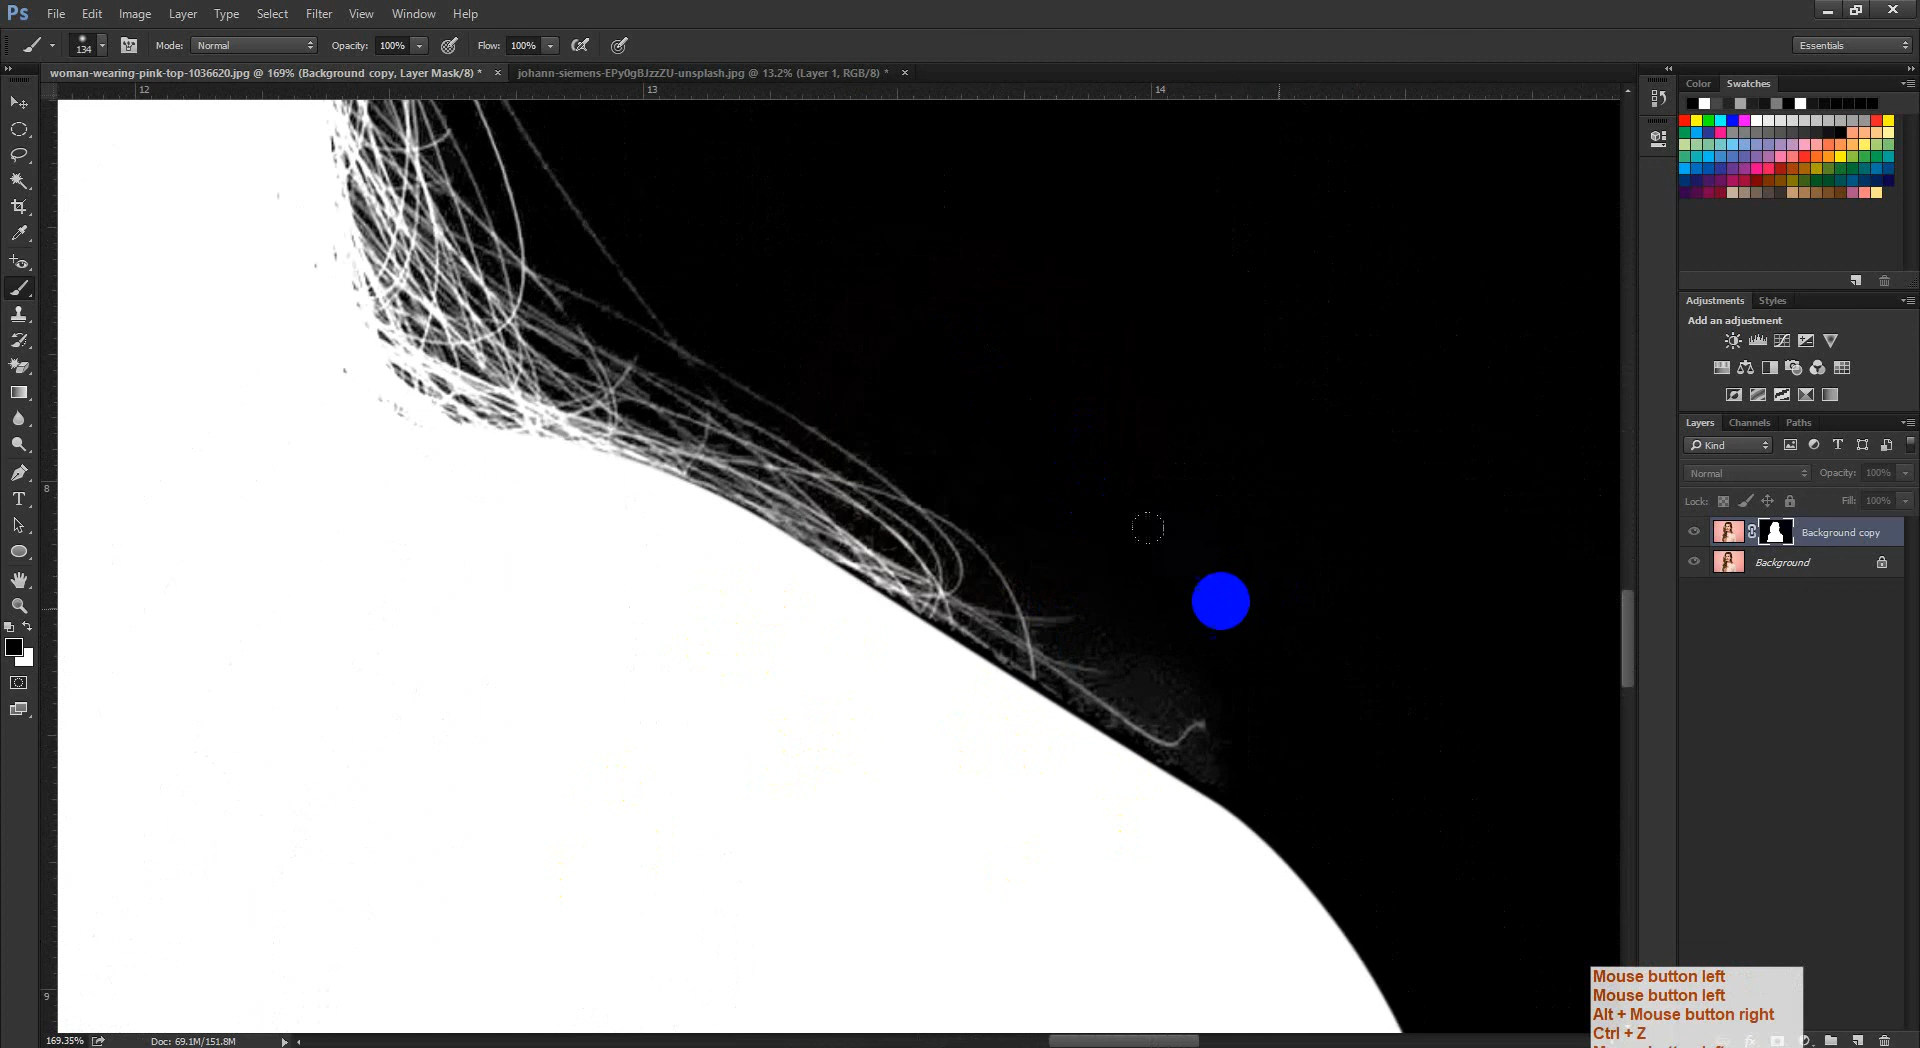 Ps File Edit Image Layer Type Select Filter View Window Help
134 Mode: Normal Opacity: 100% Flow: 100% Essentials
woman-wearing-pink-top-1036620.jpg @ 169% (Background copy, Layer Mask/8) * × johann-siemens-EPy0gBJzzZU-unsplash.jpg @ 13.2% (Layer 1, RGB/8) * ×
12 13 14
Color Swatches
Adjustments Styles
Add an adjustment
Layers Channels Paths
Kind
Normal Opacity: 100%
8
Lock: Fill: 100%
Background copy
Background
Mouse button left
Mouse button left
9
Alt + Mouse button right
Ctrl + Z
169.35% Doc: 69.1M/151.8M